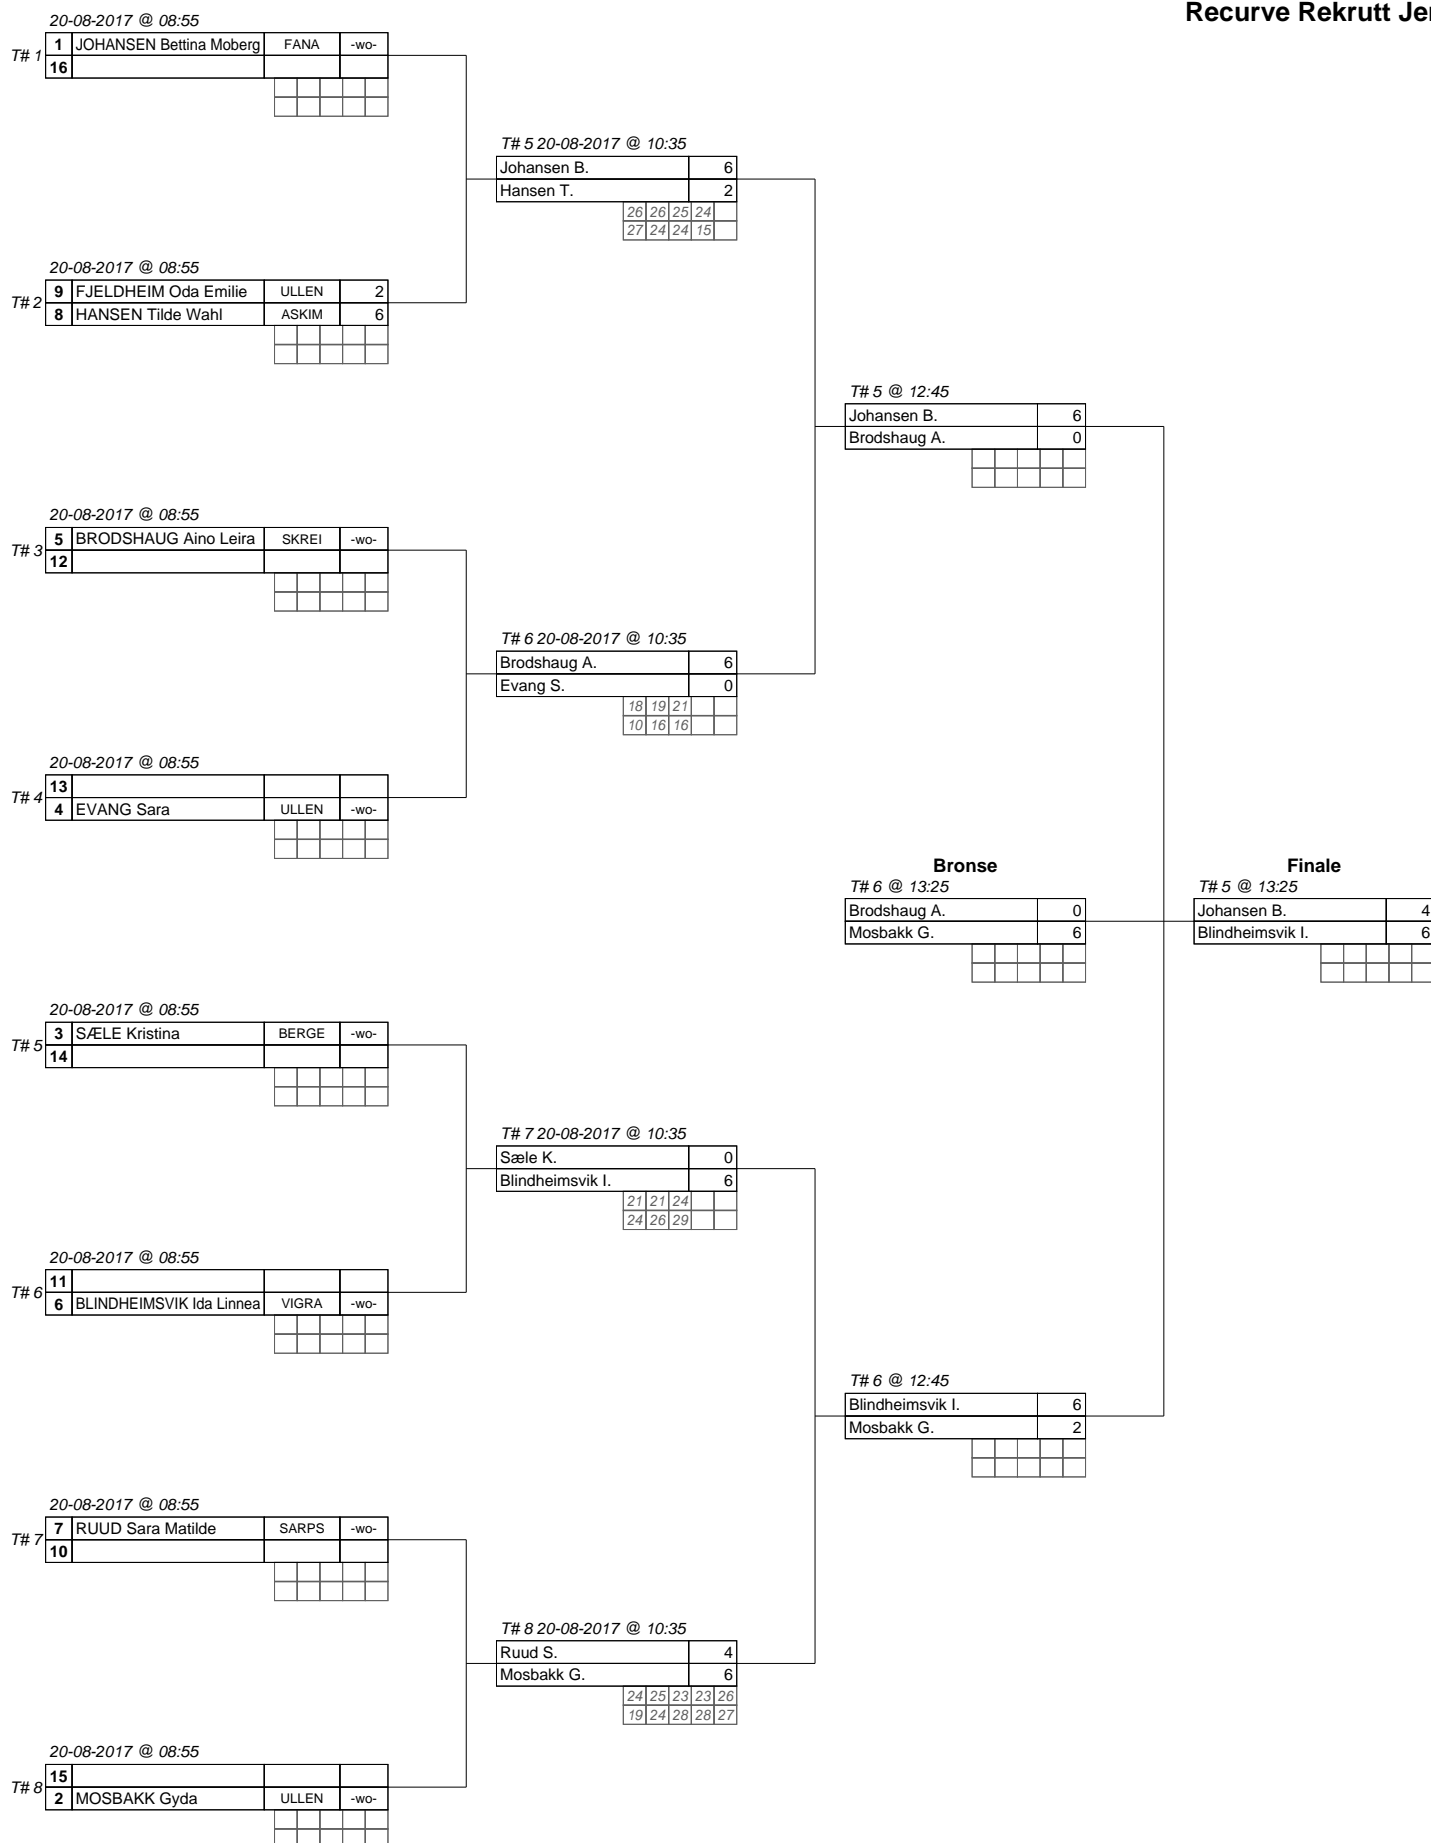 Recurve Rekrutt Je
20-08-2017 @ 08:55
T# 1
1 JOHANSEN Bettina Moberg FANA -wo-
16
T# 5 20-08-2017 @ 10:35
Johansen B. 6
Hansen T. 2
26 26 25 24
27 24 24 15
20-08-2017 @ 08:55
T# 2
9 FJELDHEIM Oda Emilie ULLEN 2
8 HANSEN Tilde Wahl ASKIM 6
T# 5 @ 12:45
Johansen B. 6
Brodshaug A. 0
20-08-2017 @ 08:55
T# 3
5 BRODSHAUG Aino Leira SKREI -wo-
12
T# 6 20-08-2017 @ 10:35
Brodshaug A. 6
Evang S. 0
18 19 21
10 16 16
20-08-2017 @ 08:55
T# 4
13
4 EVANG Sara ULLEN -wo-
Bronse
T# 6 @ 13:25
Brodshaug A. 0
Mosbakk G. 6
Finale
T# 5 @ 13:25
Johansen B. 4
Blindheimsvik I. 6
20-08-2017 @ 08:55
T# 5
3 SÆLE Kristina BERGE -wo-
14
T# 7 20-08-2017 @ 10:35
Sæle K. 0
Blindheimsvik I. 6
21 21 24
24 26 29
20-08-2017 @ 08:55
T# 6
11
6 BLINDHEIMSVIK Ida Linnea VIGRA -wo-
T# 6 @ 12:45
Blindheimsvik I. 6
Mosbakk G. 2
20-08-2017 @ 08:55
T# 7
7 RUUD Sara Matilde SARPS -wo-
10
T# 8 20-08-2017 @ 10:35
Ruud S. 4
Mosbakk G. 6
24 25 23 23 26
19 24 28 28 27
20-08-2017 @ 08:55
T# 8
15
2 MOSBAKK Gyda ULLEN -wo-